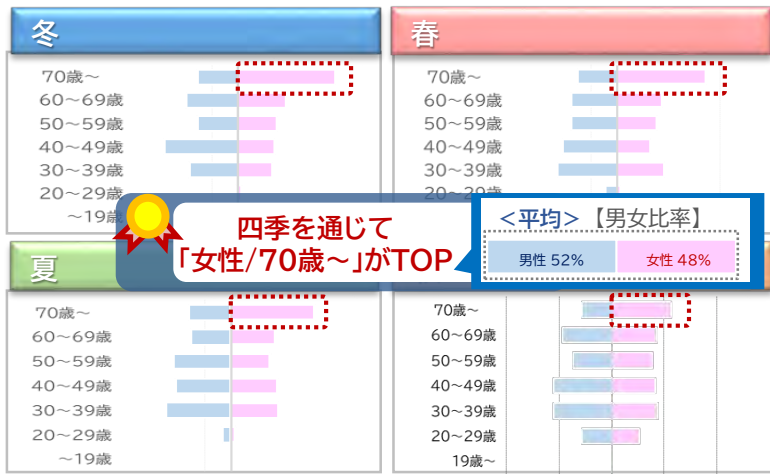 冬
70歳～
60～69歳
50～59歳
40～49歳
30～39歳
20～29歳
～19歳
春
70歳～
60～69歳
50～59歳
40～49歳
30～39歳
20～29歳
四季を通じて
「女性/70歳～」がTOP
＜平均＞【男女比率】
男性 52%
女性 48%
夏
70歳～
60～69歳
50～59歳
40～49歳
30～39歳
20～29歳
～19歳
70歳～
60～69歳
50～59歳
40～49歳
30～39歳
20～29歳
19歳～